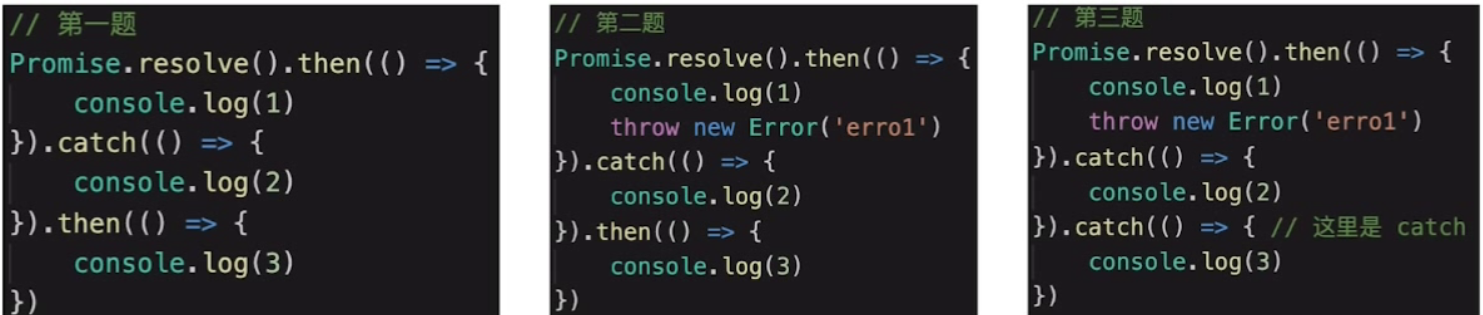 // 第一题
Promise.resolve().then(() => {
    console.log(1)
}).catch(() => {
    console.log(2)
}).then(() => {
    console.log(3)
})
// 第二题
Promise.resolve().then(() => {
    console.log(1)
    throw new Error('erro1')
}).catch(() => {
    console.log(2)
}).then(() => {
    console.log(3)
})
// 第三题
Promise.resolve().then(() => {
    console.log(1)
    throw new Error('erro1')
}).catch(() => {
    console.log(2)
}).catch(() => { // 这里是 catch
    console.log(3)
})